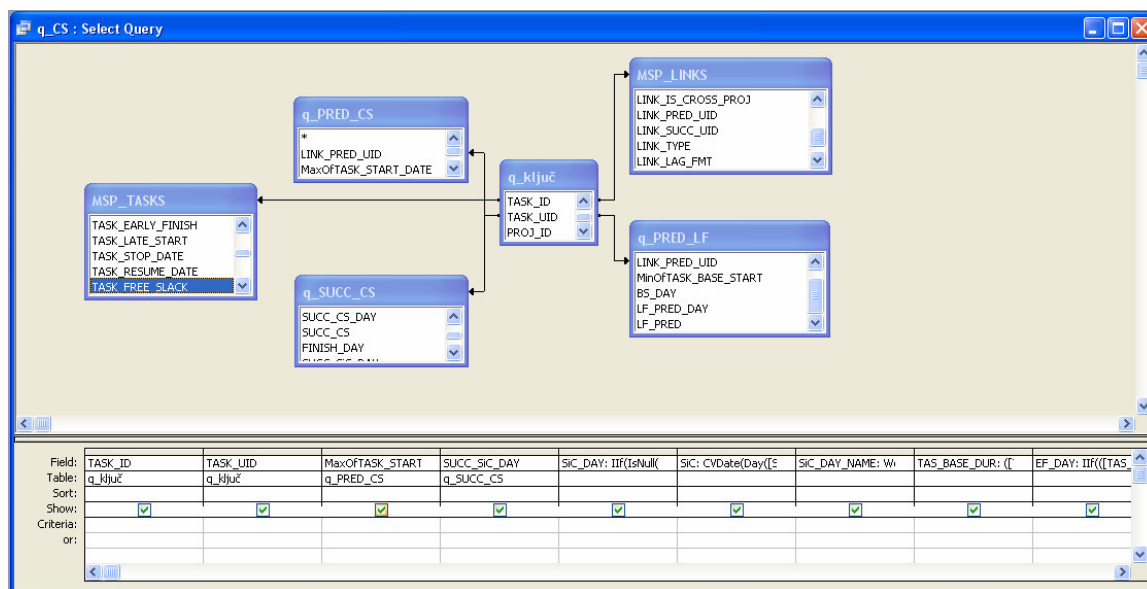 q_CS : Select Query
MSP_LINKS
LINK_IS_CROSS_PROJ
LINK_PRED_UID
LINK_SUCC_UID
LINK_TYPE
LINK_LAG_FMT
q_PRED_CS
*
LINK_PRED_UID
MaxOfTASK_START_DATE
q_ključ
TASK_ID
TASK_UID
PROJ_ID
MSP_TASKS
TASK_EARLY_FINISH
TASK_LATE_START
TASK_STOP_DATE
TASK_RESUME_DATE
TASK_FREE_SLACK
q_PRED_LF
LINK_PRED_UID
MinOfTASK_BASE_START
BS_DAY
LF_PRED_DAY
LF_PRED
q_SUCC_CS
SUCC_CS_DAY
SUCC_CS
FINISH_DAY
Field: TASK_ID TASK_UID MaxOfTASK_START SUCC_SiC_DAY SiC_DAY: IIf(IsNull( SiC: CVDate(Day([S SiC_DAY_NAME: We TAS_BASE_DUR: ([ EF_DAY: IIf(([TAS_
Table: q_ključ q_ključ q_PRED_CS q_SUCC_CS
Sort:
Show:
Criteria:
or: